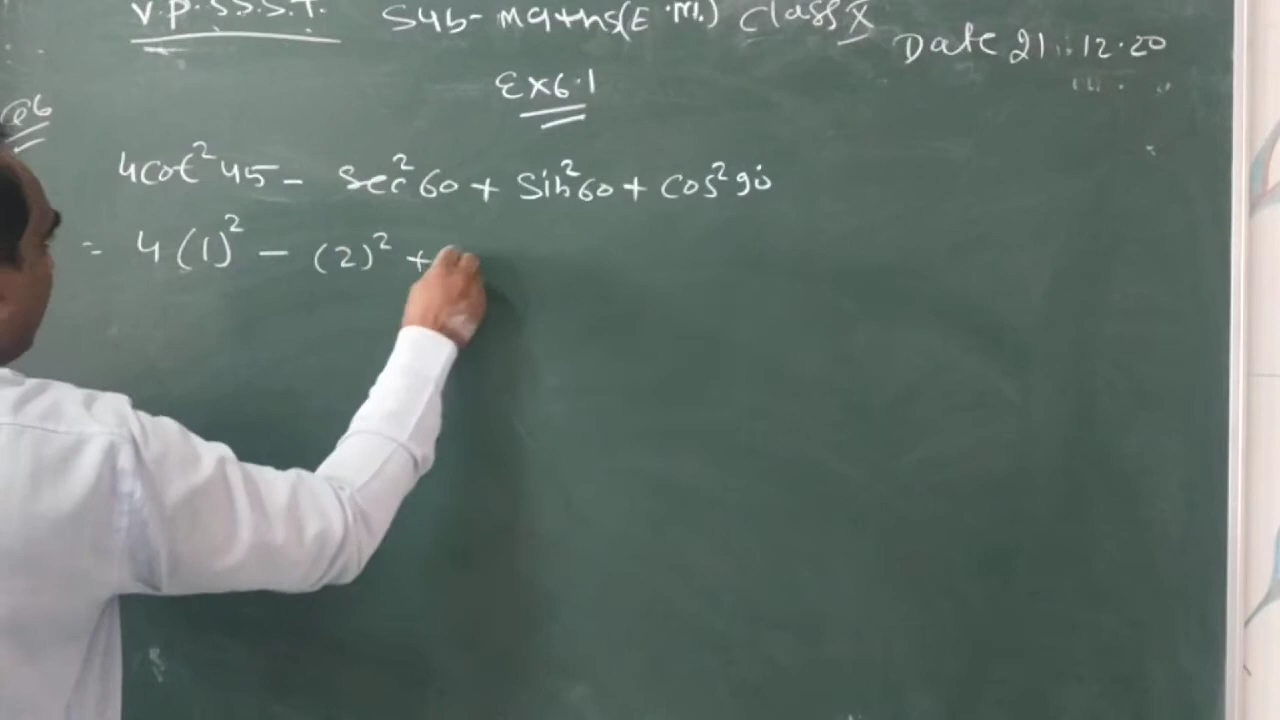 V.P.S.S.S.T. Sub-Maths(E.M.) Class X
Date 21.12.20
Ex6.1
Q6
4cot²45 - sec²60 + Sin²60 + Cos²90°
= 4(1)² - (2)² +